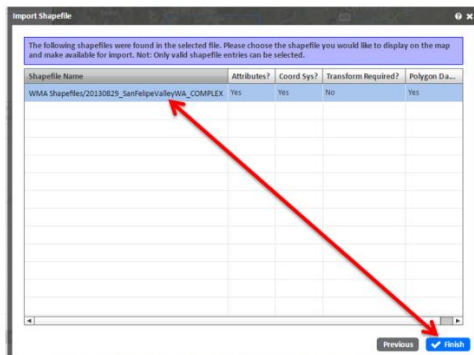 Import Shapefile
The following shapefiles were found in the selected file. Please choose the shapefile you would like to display on the map
and make available for import. Not: Only valid shapefile entries can be selected.
Shapefile Name Attributes? Coord Sys? Transform Required? Polygon Da...
WMA Shapefiles/20130829_SanFelipeValleyWA_COMPLEX Yes Yes No Yes
Previous Finish